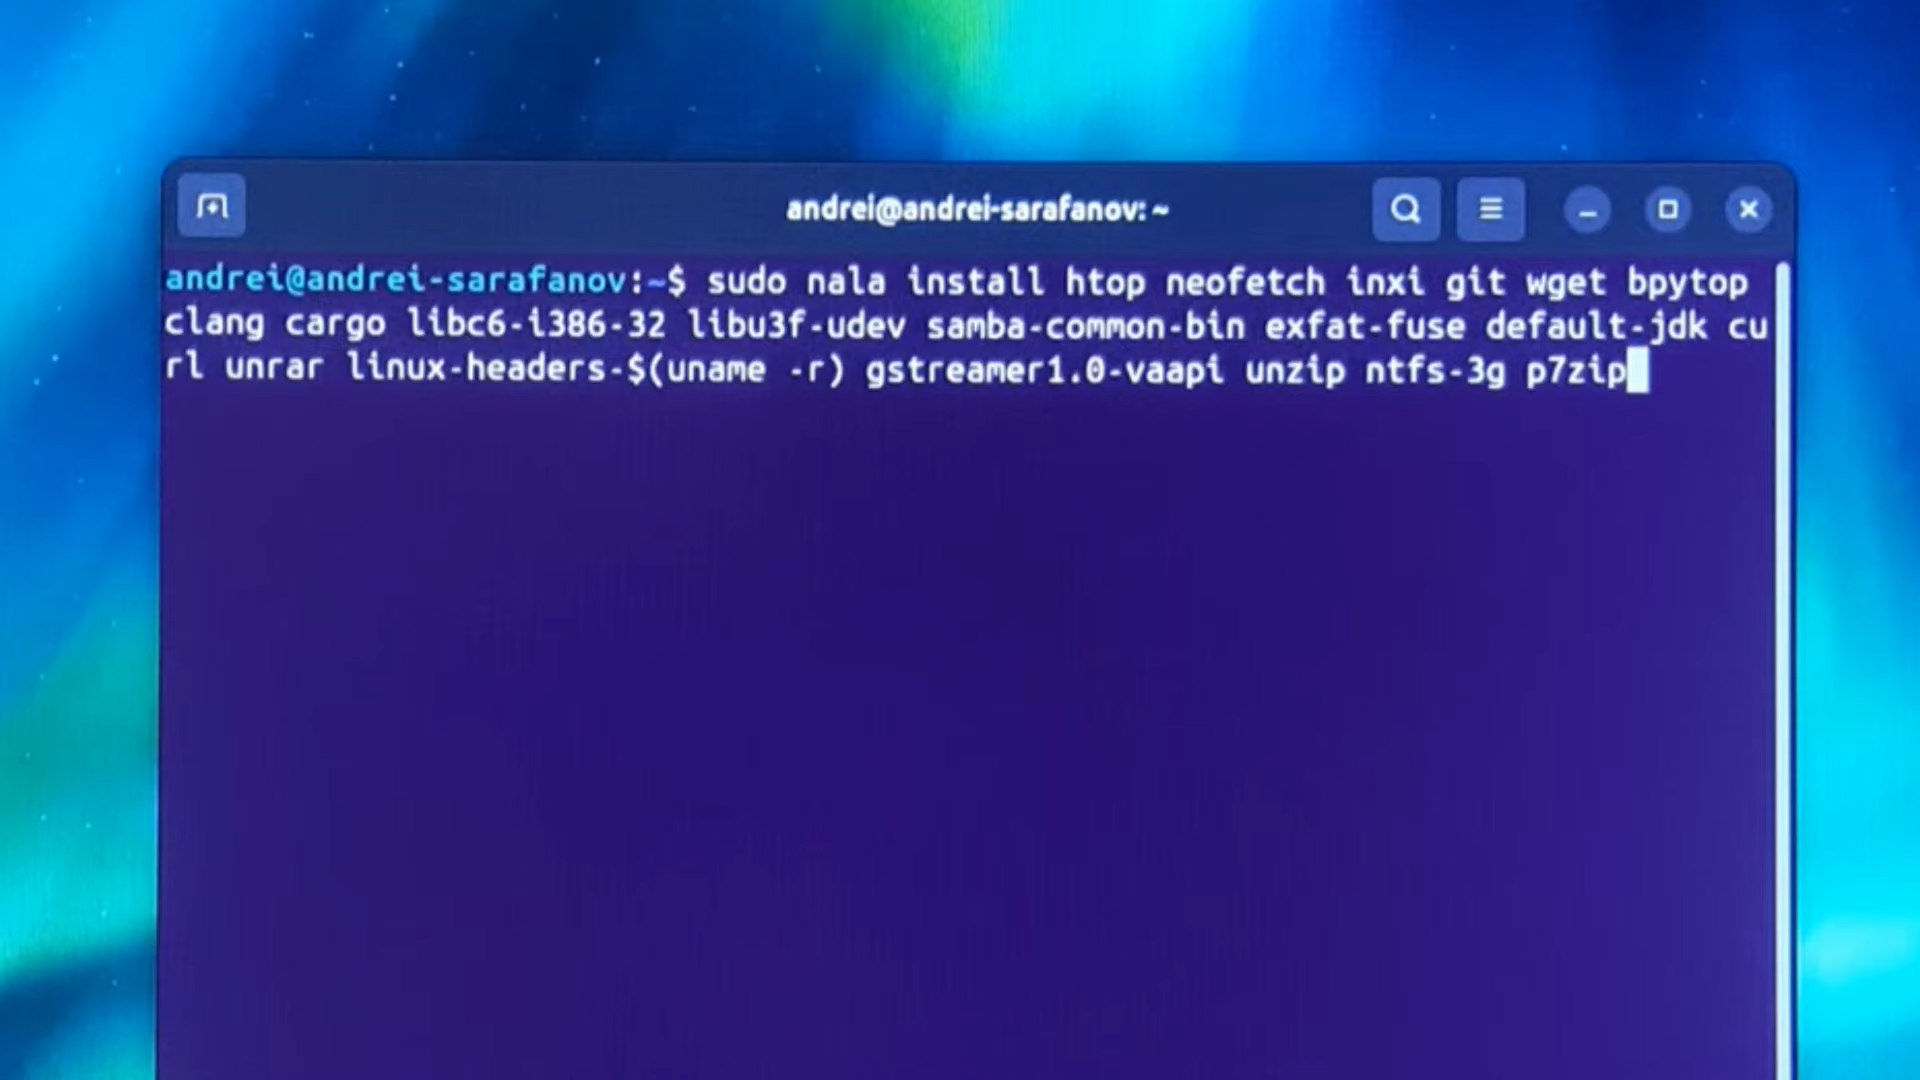 andrei@andrei-sarafanov: ~
andrei@andrei-sarafanov:~$ sudo nala install htop neofetch inxi git wget bpytop
clang cargo libc6-i386-32 libu3f-udev samba-common-bin exfat-fuse default-jdk cu
rl unrar linux-headers-$(uname -r) gstreamer1.0-vaapi unzip ntfs-3g p7zip